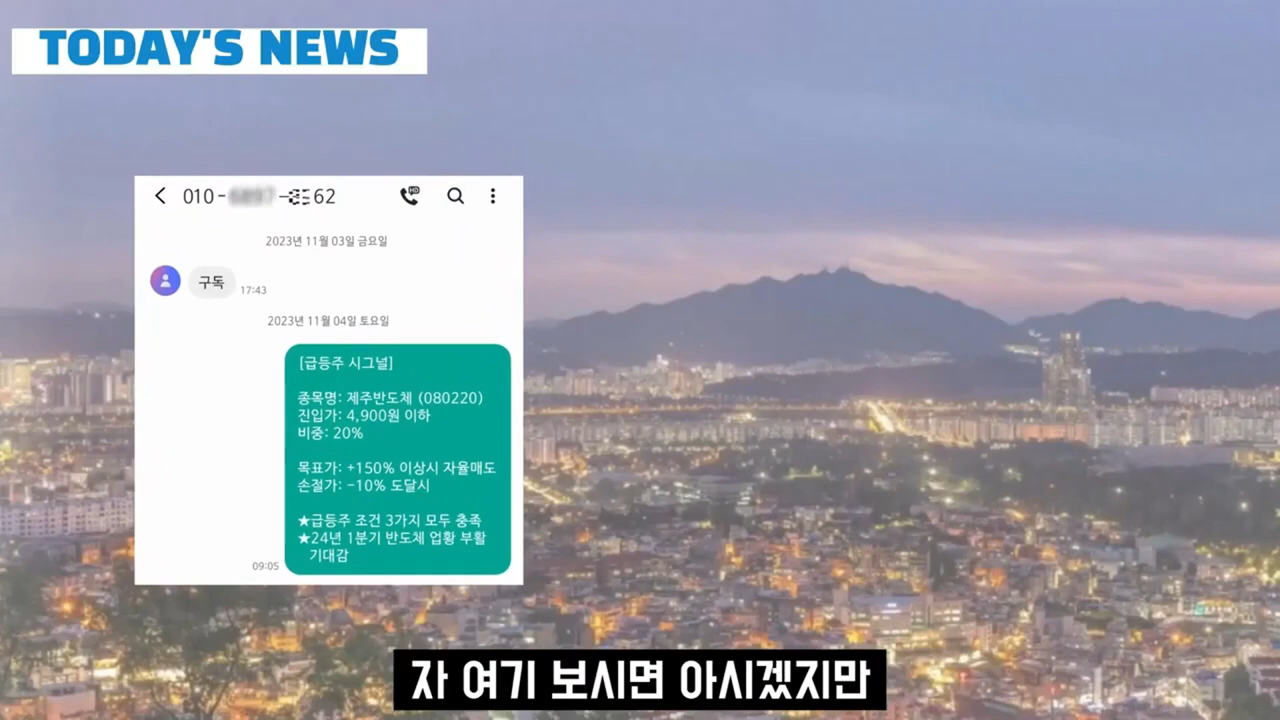 TODAY'S NEWS
010-
62
2023년 11월 03일 금요일
구독
17:43
2023년 11월 04일 토요일
[급등주 시그널]
종목명: 제주반도체 (080220)
진입가: 4,900원 이하
비중: 20%
목표가: +150% 이상시 자율매도
손절가: -10% 도달시
★급등주 조건 3가지 모두 충족
★24년 1분기 반도체 업황 부활
기대감
09:05
자 여기 보시면 아시겠지만